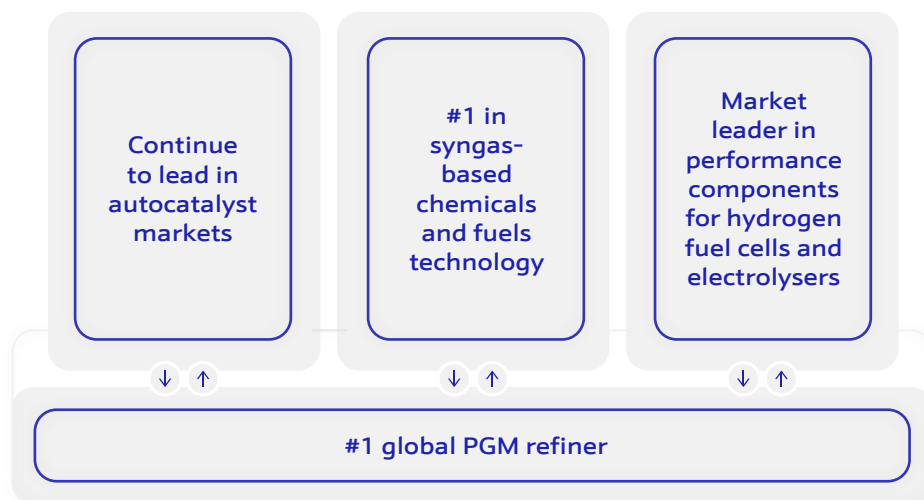 Continue
to lead in
autocatalyst
markets
#1 in
syngas-
based
chemicals
and fuels
technology
Market
leader in
performance
components
for hydrogen
fuel cells and
electrolysers
#1 global PGM refiner